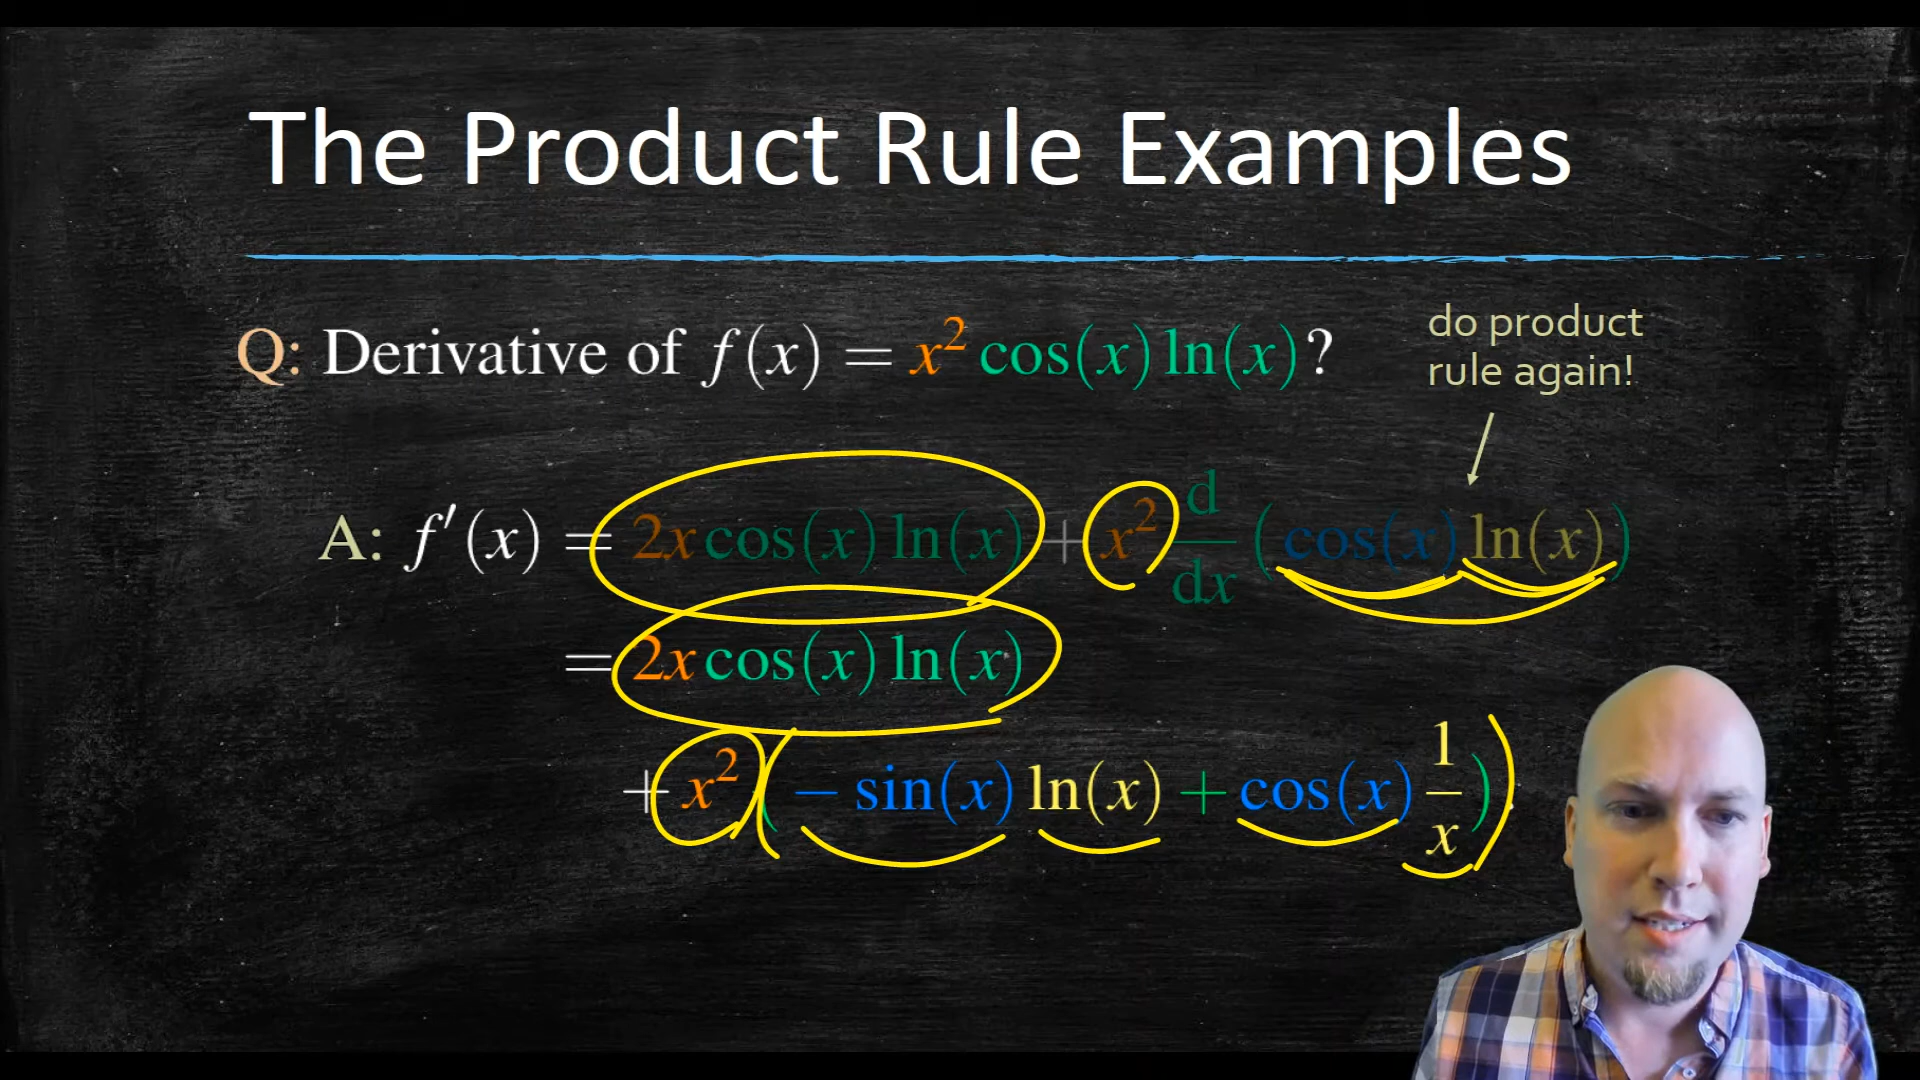 The Product Rule Examples
Q: Derivative of f(x) = x² cos(x) ln(x)?
do product
rule again!
A: f′(x) = 2x cos(x) ln(x) + x² d/dx (cos(x) ln(x))
= 2x cos(x) ln(x)
+ x² (− sin(x) ln(x) + cos(x) 1/x).